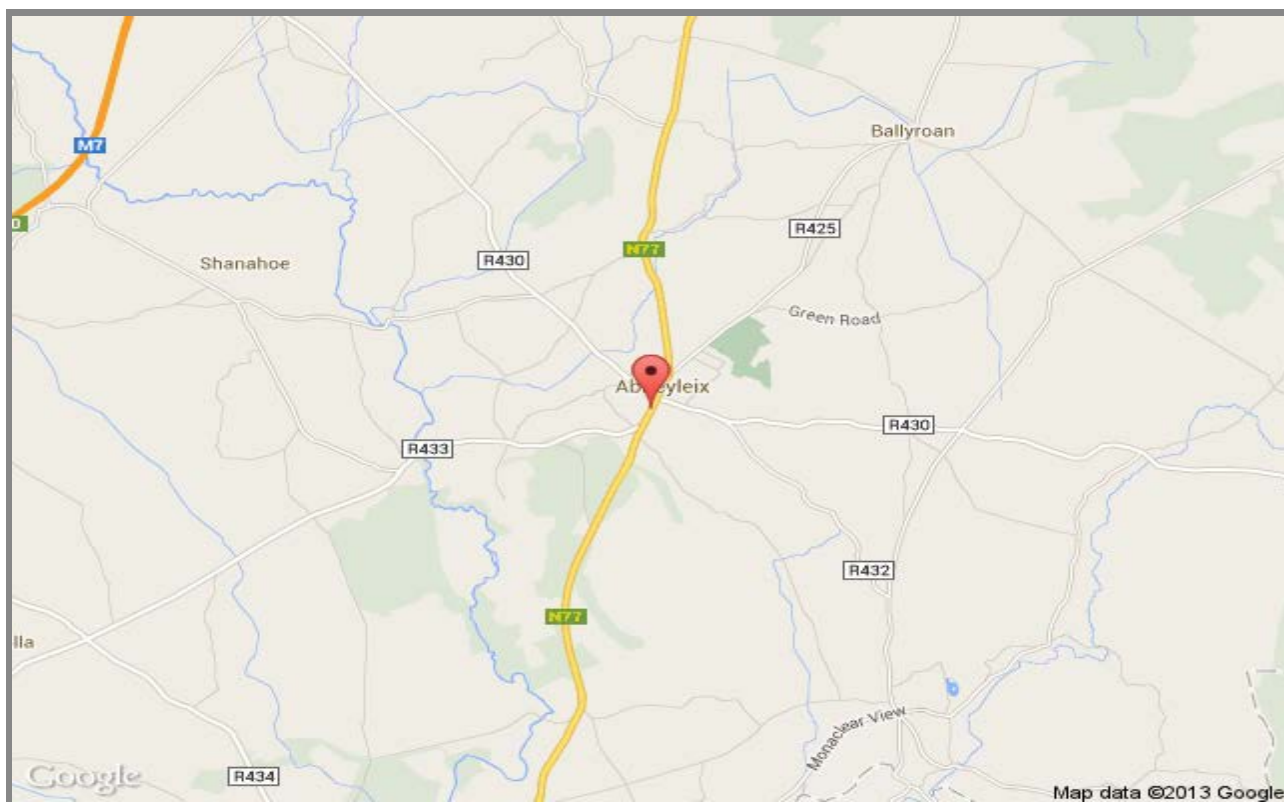 M7
Ballyroan
R425
N77
Shanahoe
R430
Green Road
Abbeyleix
R430
R433
R432
N77
lla
Monaclear View
R434
Google
Map data ©2013 Google